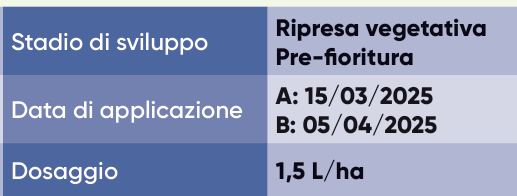 Stadio di sviluppo
Ripresa vegetativa
Pre-fioritura
Data di applicazione
A: 15/03/2025
B: 05/04/2025
Dosaggio
1,5 L/ha